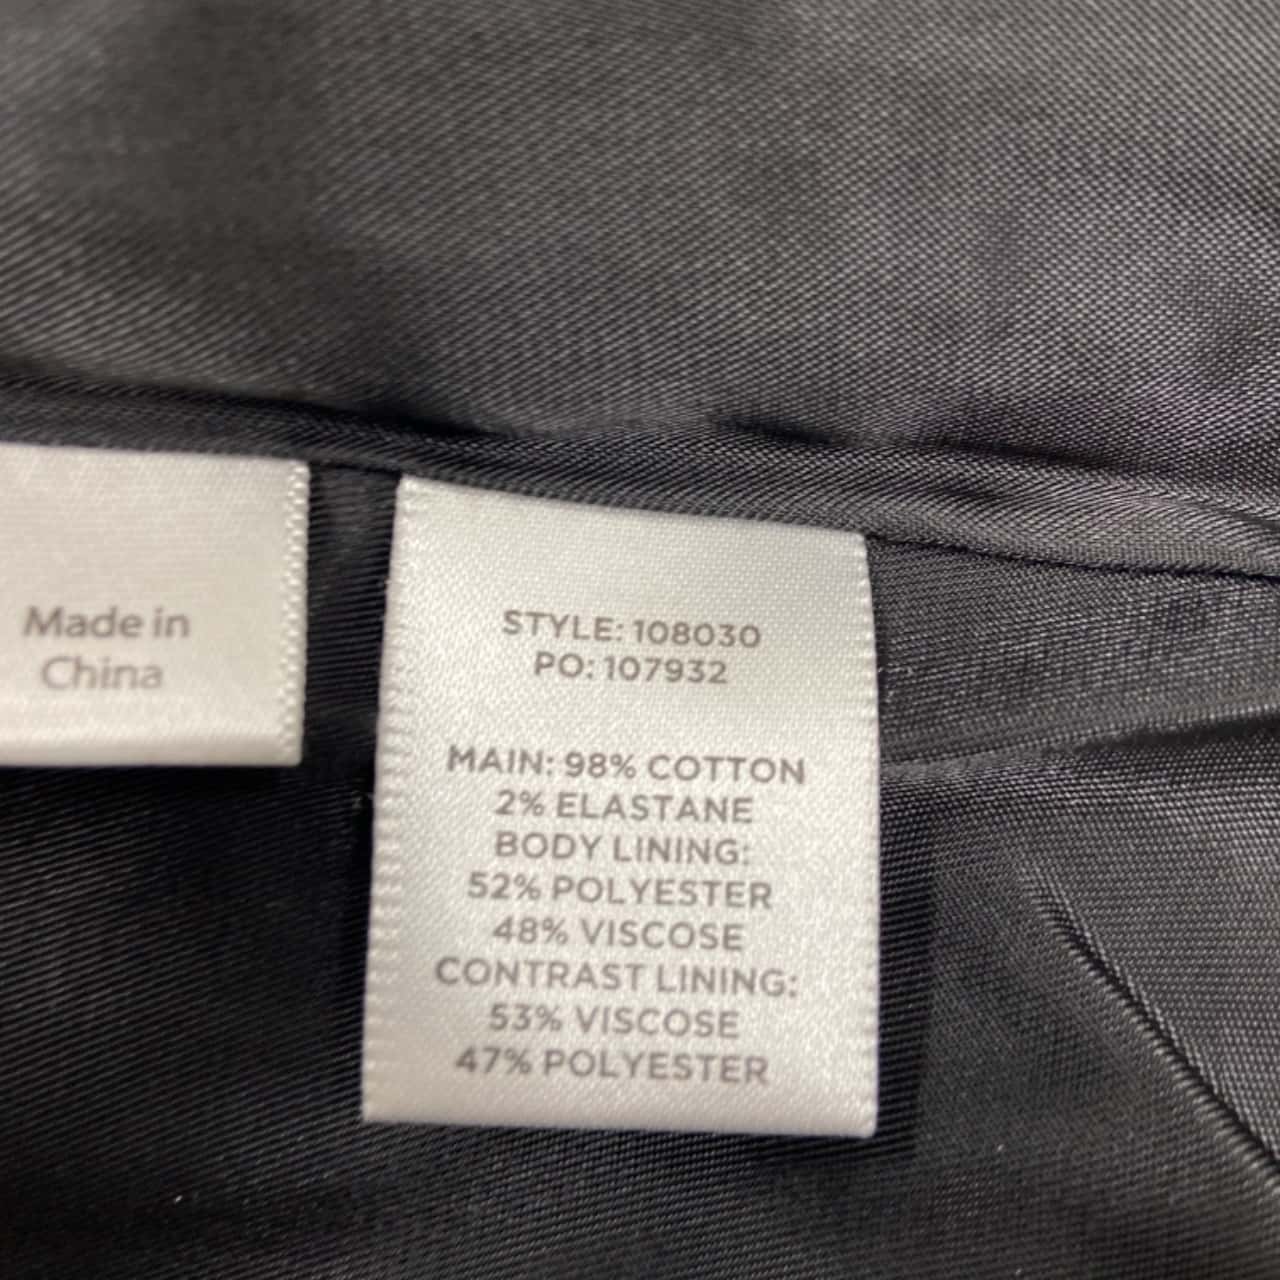 Made in
China
STYLE: 108030
PO: 107932
MAIN: 98% COTTON
2% ELASTANE
BODY LINING:
52% POLYESTER
48% VISCOSE
CONTRAST LINING:
53% VISCOSE
47% POLYESTER